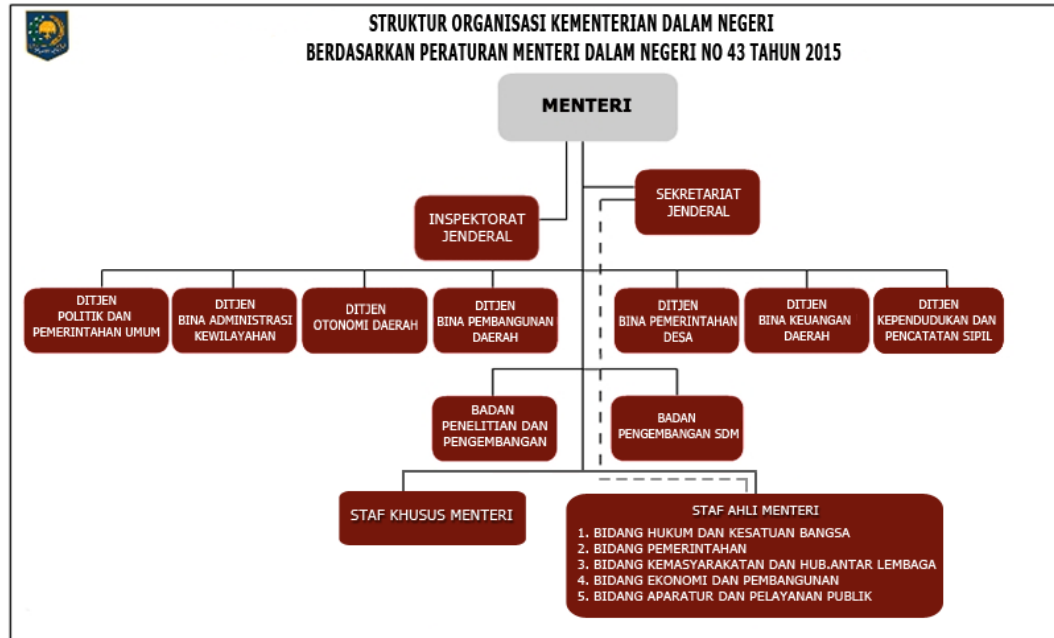 STRUKTUR ORGANISASI KEMENTERIAN DALAM NEGERI
BERDASARKAN PERATURAN MENTERI DALAM NEGERI NO 43 TAHUN 2015
MENTERI
INSPEKTORAT
JENDERAL
SEKRETARIAT
JENDERAL
DITJEN
POLITIK DAN
PEMERINTAHAN UMUM
DITJEN
BINA ADMINISTRASI
KEWILAYAHAN
DITJEN
OTONOMI DAERAH
DITJEN
BINA PEMBANGUNAN
DAERAH
DITJEN
BINA PEMERINTAHAN
DESA
DITJEN
BINA KEUANGAN
DAERAH
DITJEN
KEPENDUDUKAN DAN
PENCATATAN SIPIL
BADAN
PENELITIAN DAN
PENGEMBANGAN
BADAN
PENGEMBANGAN SDM
STAF KHUSUS MENTERI
STAF AHLI MENTERI
1. BIDANG HUKUM DAN KESATUAN BANGSA
2. BIDANG PEMERINTAHAN
3. BIDANG KEMASYARAKATAN DAN HUB.ANTAR LEMBAGA
4. BIDANG EKONOMI DAN PEMBANGUNAN
5. BIDANG APARATUR DAN PELAYANAN PUBLIK